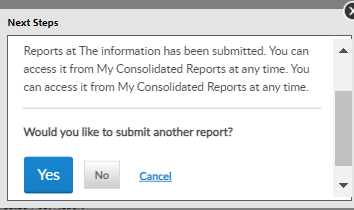 Next Steps
Reports at The information has been submitted. You can
access it from My Consolidated Reports at any time. You
can access it from My Consolidated Reports at any time.
Would you like to submit another report?
Yes No Cancel